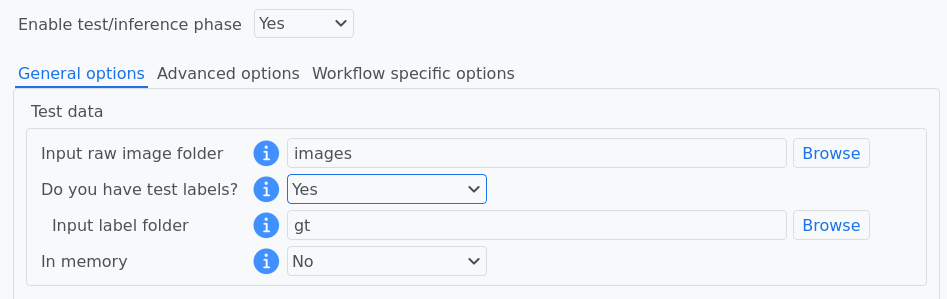 Enable test/inference phase Yes
General options Advanced options Workflow specific options
Test data
Input raw image folder i images Browse
Do you have test labels? i Yes
Input label folder i gt Browse
In memory i No